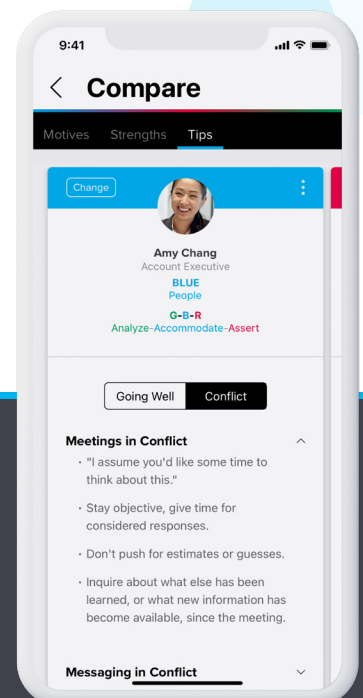 9:41
Compare
Motives Strengths Tips
Change
Amy Chang
Account Executive
BLUE
People
G-B-R
Analyze-Accommodate-Assert
Going Well Conflict
Meetings in Conflict
· "I assume you'd like some time to
think about this."
· Stay objective, give time for
considered responses.
· Don't push for estimates or guesses.
· Inquire about what else has been
learned, or what new information has
become available, since the meeting.
Messaging in Conflict